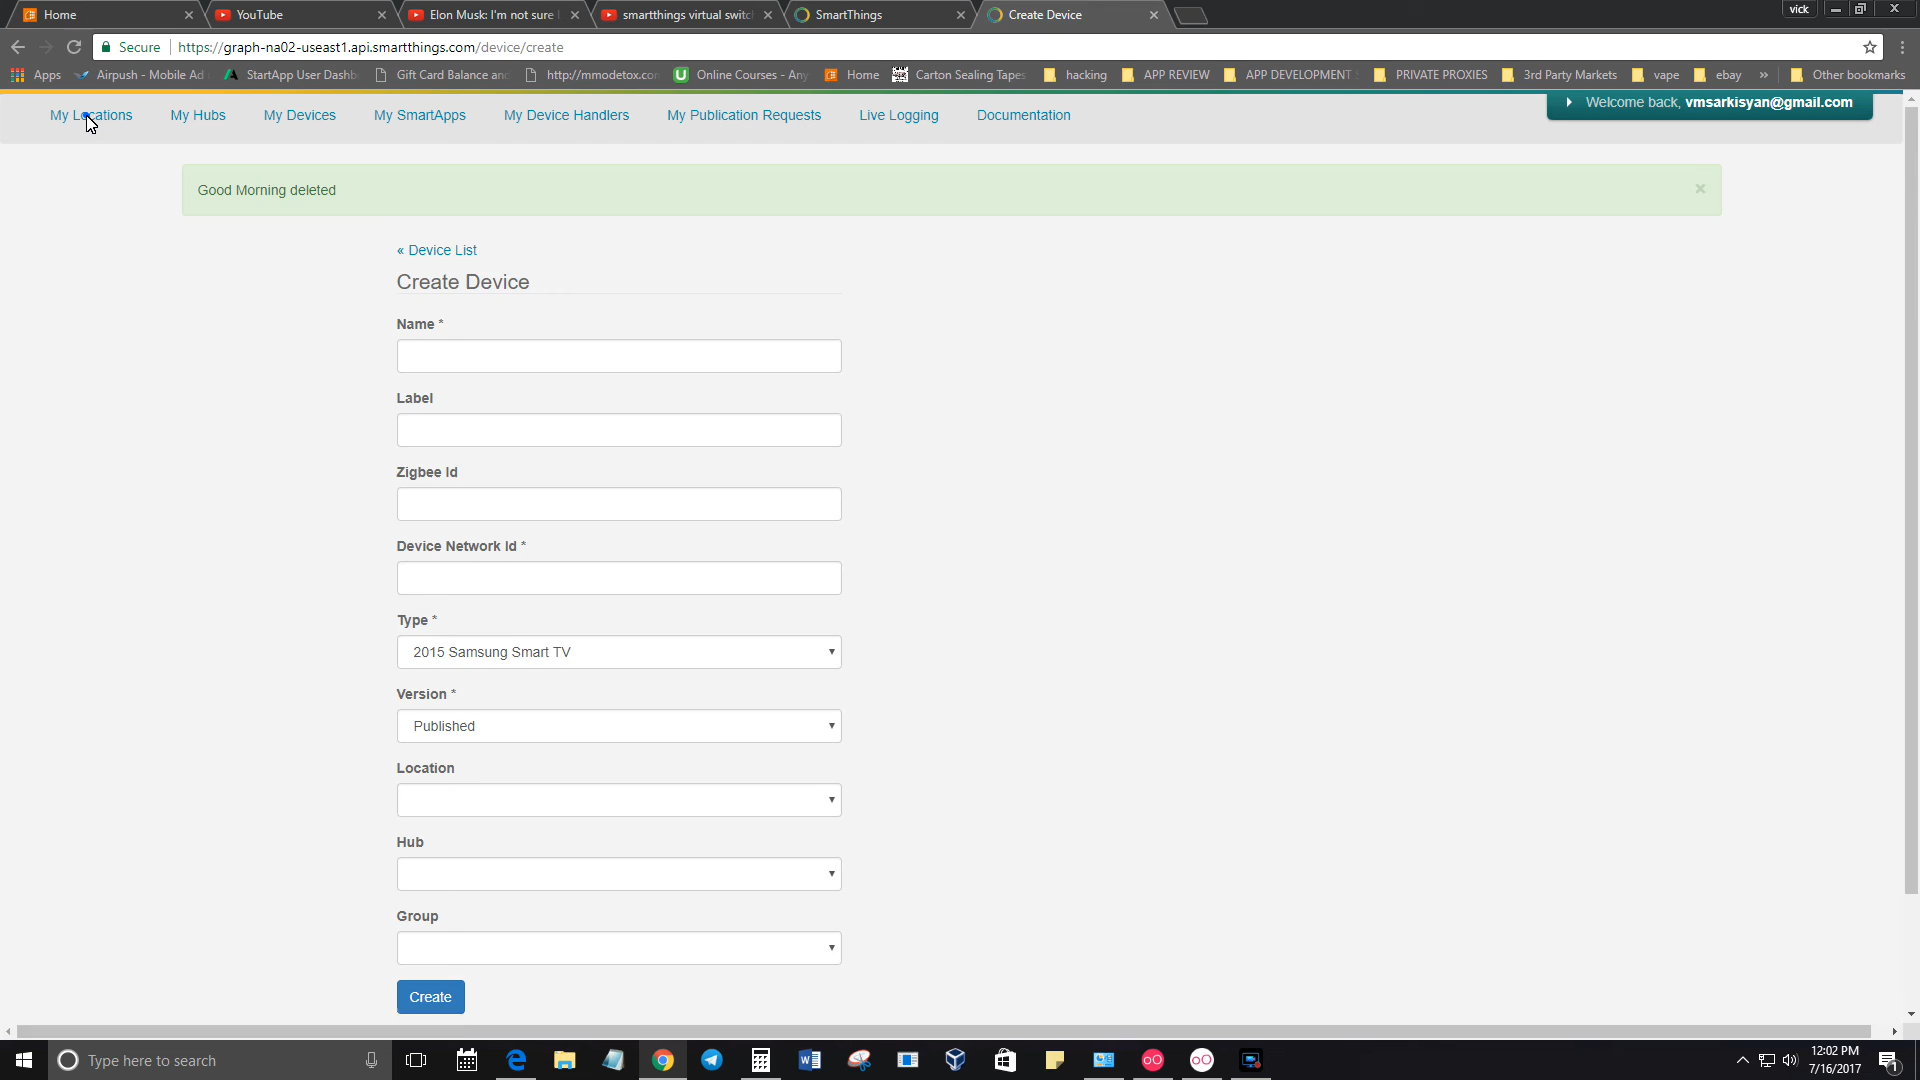 Home
YouTube
Elon Musk: I'm not sure
smartthings virtual switc
SmartThings
Create Device
vick
Secure
https://graph-na02-useast1.api.smartthings.com/device/create
Apps
Airpush - Mobile Ad
StartApp User Dashb
Gift Card Balance an
http://mmodetox.co
Online Courses - Any
Home
Carton Sealing Tapes
hacking
APP REVIEW
APP DEVELOPMENT
PRIVATE PROXIES
3rd Party Markets
vape
ebay
»
Other bookmarks
My Locations
My Hubs
My Devices
My SmartApps
My Device Handlers
My Publication Requests
Live Logging
Documentation
Welcome back, vmsarkisyan@gmail.com
Good Morning deleted
×
« Device List
Create Device
Name *
Label
Zigbee Id
Device Network Id *
Type *
2015 Samsung Smart TV
Version *
Published
Location
Hub
Group
Create
Type here to search
12:02 PM
7/16/2017
1